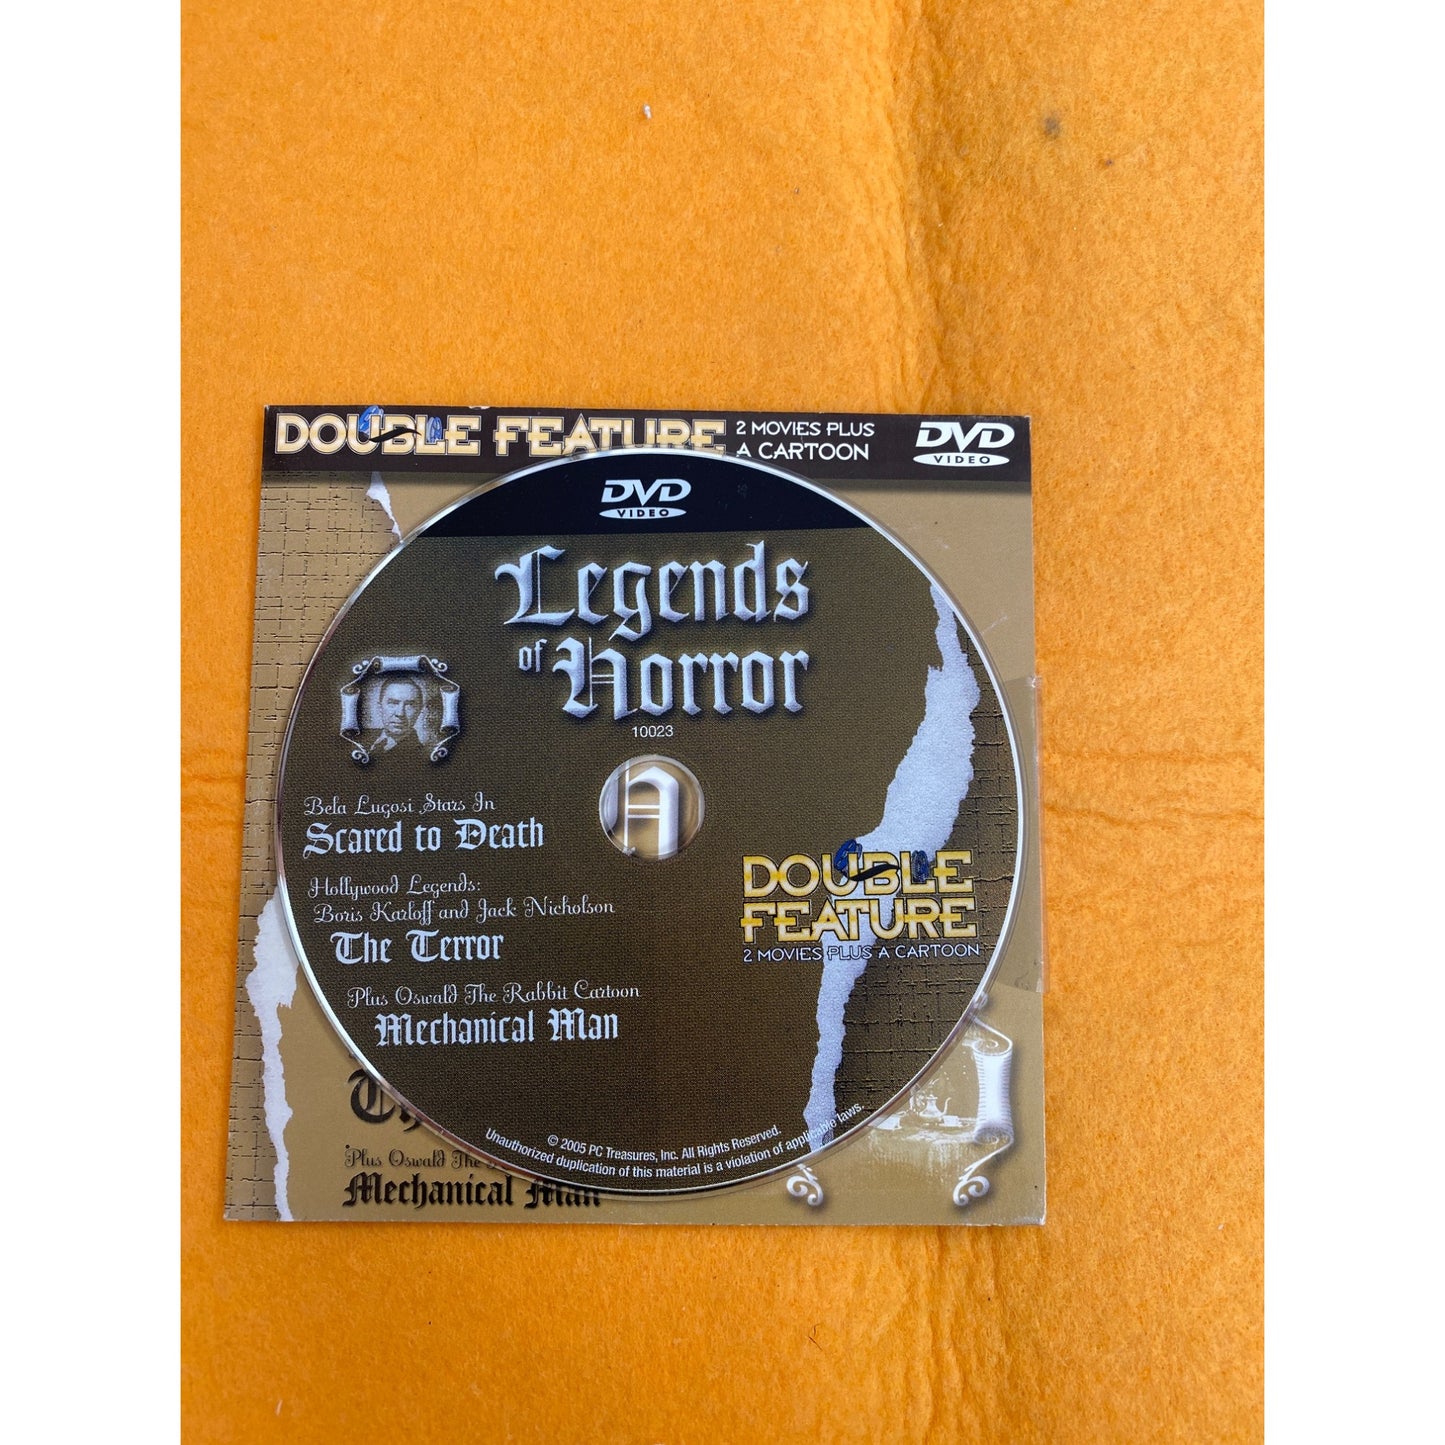 DOUBLE FEATURE
2 MOVIES PLUS
A CARTOON
DVD
VIDEO
DVD
VIDEO
Legends
of Horror
10023
Bela Lugosi Stars In
Scared to Death
Hollywood Legends:
Boris Karloff and Jack Nicholson
The Terror
Plus Oswald The Rabbit Cartoon
Mechanical Man
DOUBLE
FEATURE
2 MOVIES PLUS A CARTOON
© 2005 PC Treasures, Inc. All Rights Reserved.
Unauthorized duplication of this material is a violation of applicable laws.
Plus Oswald The
Mechanical Man